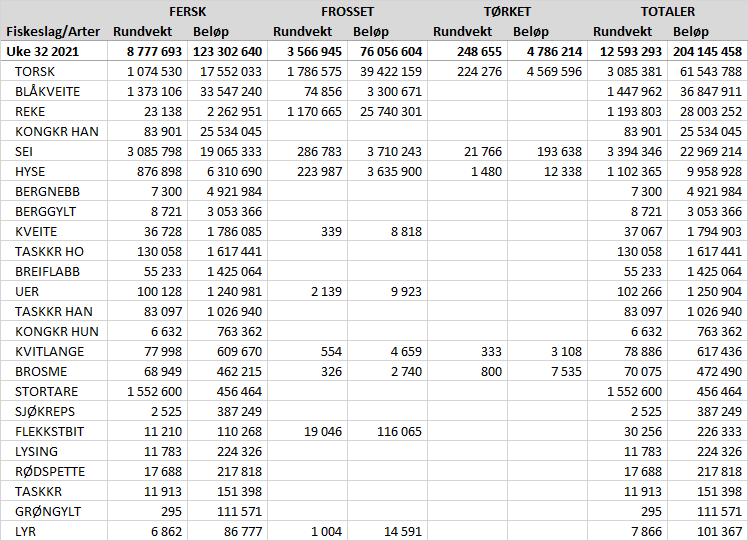 FERSK FROSSET TØRKET TOTALER
Fiskeslag/Arter Rundvekt Beløp Rundvekt Beløp Rundvekt Beløp Rundvekt Beløp
Uke 32 2021 8 777 693 123 302 640 3 566 945 76 056 604 248 655 4 786 214 12 593 293 204 145 458
TORSK 1 074 530 17 552 033 1 786 575 39 422 159 224 276 4 569 596 3 085 381 61 543 788
BLÅKVEITE 1 373 106 33 547 240 74 856 3 300 671 1 447 962 36 847 911
REKE 23 138 2 262 951 1 170 665 25 740 301 1 193 803 28 003 252
KONGKR HAN 83 901 25 534 045 83 901 25 534 045
SEI 3 085 798 19 065 333 286 783 3 710 243 21 766 193 638 3 394 346 22 969 214
HYSE 876 898 6 310 690 223 987 3 635 900 1 480 12 338 1 102 365 9 958 928
BERGNEBB 7 300 4 921 984 7 300 4 921 984
BERGGYLT 8 721 3 053 366 8 721 3 053 366
KVEITE 36 728 1 786 085 339 8 818 37 067 1 794 903
TASKKR HO 130 058 1 617 441 130 058 1 617 441
BREIFLABB 55 233 1 425 064 55 233 1 425 064
UER 100 128 1 240 981 2 139 9 923 102 266 1 250 904
TASKKR HAN 83 097 1 026 940 83 097 1 026 940
KONGKR HUN 6 632 763 362 6 632 763 362
KVITLANGE 77 998 609 670 554 4 659 333 3 108 78 886 617 436
BROSME 68 949 462 215 326 2 740 800 7 535 70 075 472 490
STORTARE 1 552 600 456 464 1 552 600 456 464
SJØKREPS 2 525 387 249 2 525 387 249
FLEKKSTBIT 11 210 110 268 19 046 116 065 30 256 226 333
LYSING 11 783 224 326 11 783 224 326
RØDSPETTE 17 688 217 818 17 688 217 818
TASKKR 11 913 151 398 11 913 151 398
GRØNGYLT 295 111 571 295 111 571
LYR 6 862 86 777 1 004 14 591 7 866 101 367